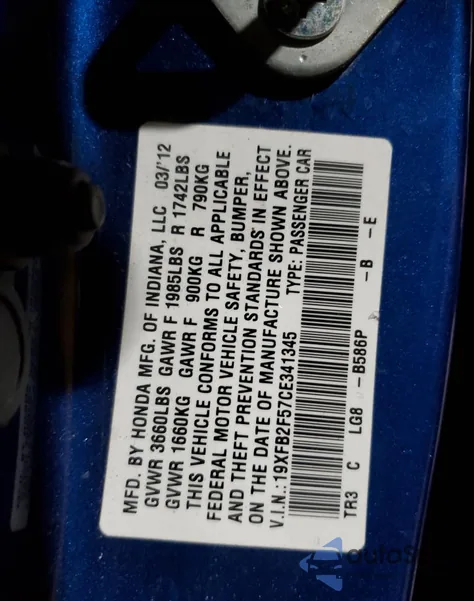 MFD. BY HONDA MFG. OF INDIANA, LLC 03/'12
GVWR 3660LBS GAWR F 1985LBS R 1742LBS
GVWR 1660KG GAWR F 900KG R 790KG
THIS VEHICLE CONFORMS TO ALL APPLICABLE
FEDERAL MOTOR VEHICLE SAFETY, BUMPER,
AND THEFT PREVENTION STANDARDS IN EFFECT
ON THE DATE OF MANUFACTURE SHOWN ABOVE.
V.I.N.:19XFB2F57CE341345 TYPE: PASSENGER CAR
TR3 C LG8 -B586P -B -E